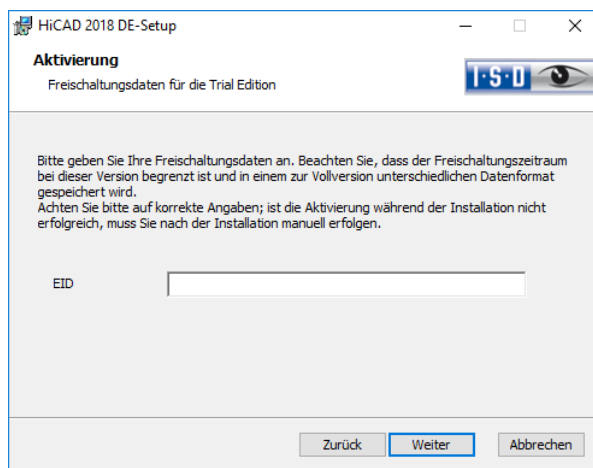 HiCAD 2018 DE-Setup
Aktivierung
Freischaltungsdaten für die Trial Edition
I·S·D
Bitte geben Sie Ihre Freischaltungsdaten an. Beachten Sie, dass der Freischaltungszeitraum
bei dieser Version begrenzt ist und in einem zur Vollversion unterschiedlichen Datenformat
gespeichert wird.
Achten Sie bitte auf korrekte Angaben; ist die Aktivierung während der Installation nicht
erfolgreich, muss Sie nach der Installation manuell erfolgen.
EID
Zurück Weiter Abbrechen